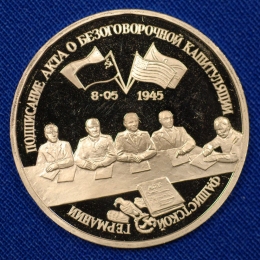 ПОДПИСАНИЕ АКТА О БЕЗОГОВОРОЧНОЙ КАПИТУЛЯЦИИ
8·05 1945
ФАШИСТСКОЙ ГЕРМАНИИ